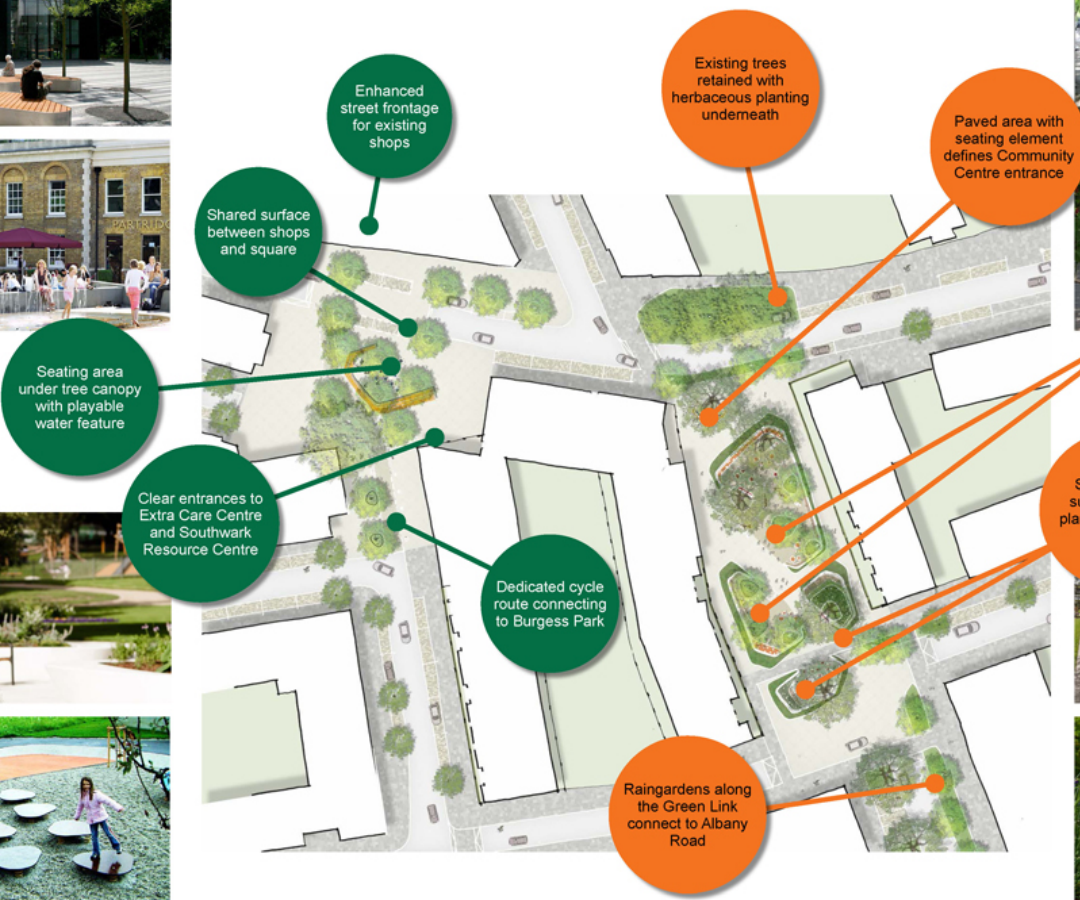 Enhanced
street frontage
for existing
shops
Existing trees
retained with
herbaceous planting
underneath
Paved area with
seating element
defines Community
Centre entrance
Shared surface
between shops
and square
PARTRIDG
Seating area
under tree canopy
with playable
water feature
Clear entrances to
Extra Care Centre
and Southwark
Resource Centre
Dedicated cycle
route connecting
to Burgess Park
Raingardens along
the Green Link
connect to Albany
Road
S
su
pla